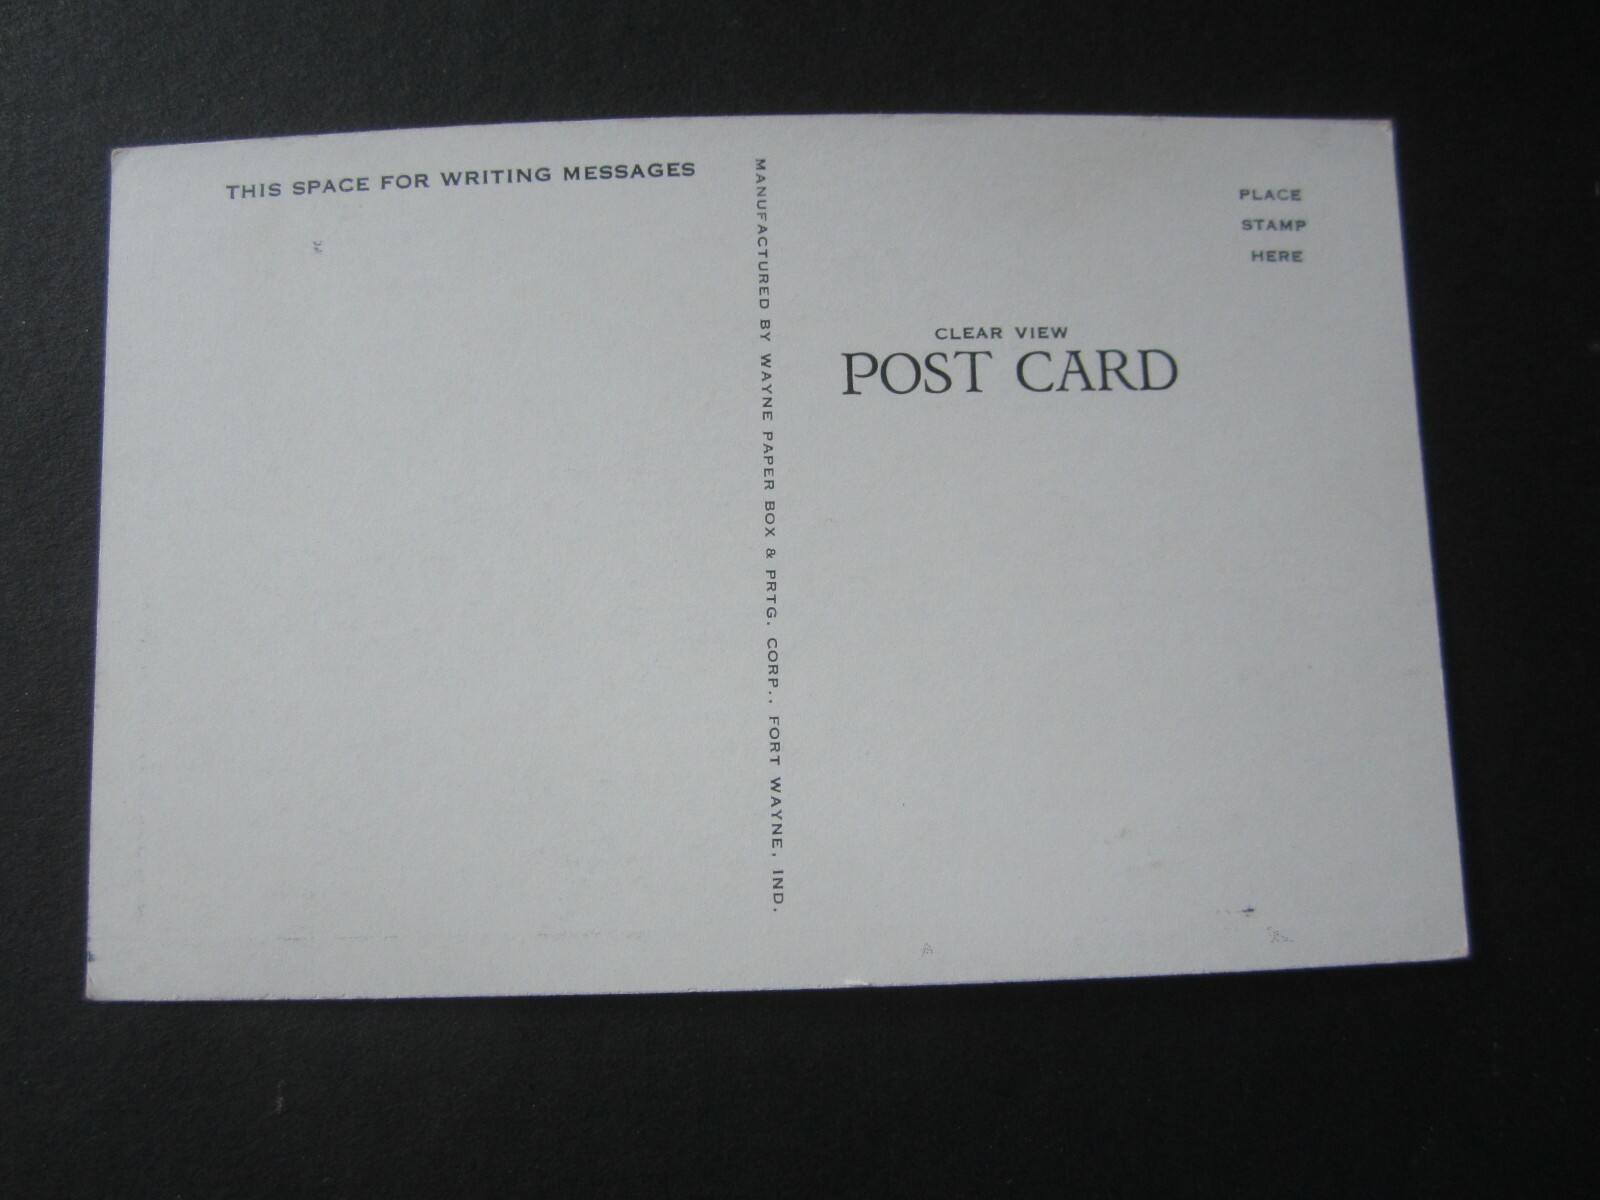 THIS SPACE FOR WRITING MESSAGES
MANUFACTURED BY WAYNE PAPER BOX & PRTG. CORP., FORT WAYNE, IND.
PLACE
STAMP
HERE
CLEAR VIEW
POST CARD